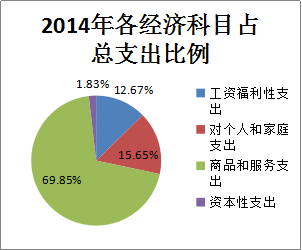 2014年各经济科目占
总支出比例
1.83%
12.67%
15.65%
69.85%
工资福利性支
出
对个人和家庭
支出
商品和服务支
出
资本性支出